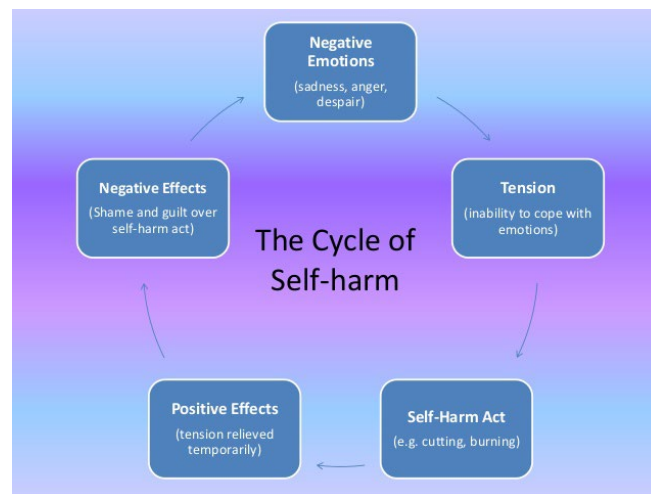 Negative
Emotions
(sadness, anger,
despair)
Tension
(inability to cope with
emotions)
Self-Harm Act
(e.g. cutting, burning)
Positive Effects
(tension relieved
temporarily)
Negative Effects
(Shame and guilt over
self-harm act)
The Cycle of
Self-harm